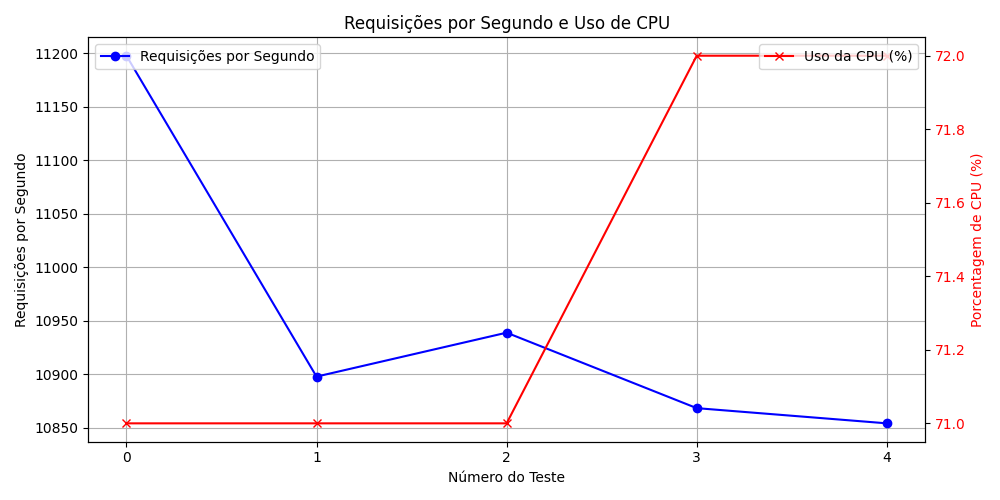 Requisições por Segundo e Uso de CPU
Requisições por Segundo
Uso da CPU (%)
11200
11150
11100
11050
11000
10950
10900
10850
Requisições por Segundo
72.0
71.8
71.6
71.4
71.2
71.0
Porcentagem de CPU (%)
0 1 2 3 4
Número do Teste